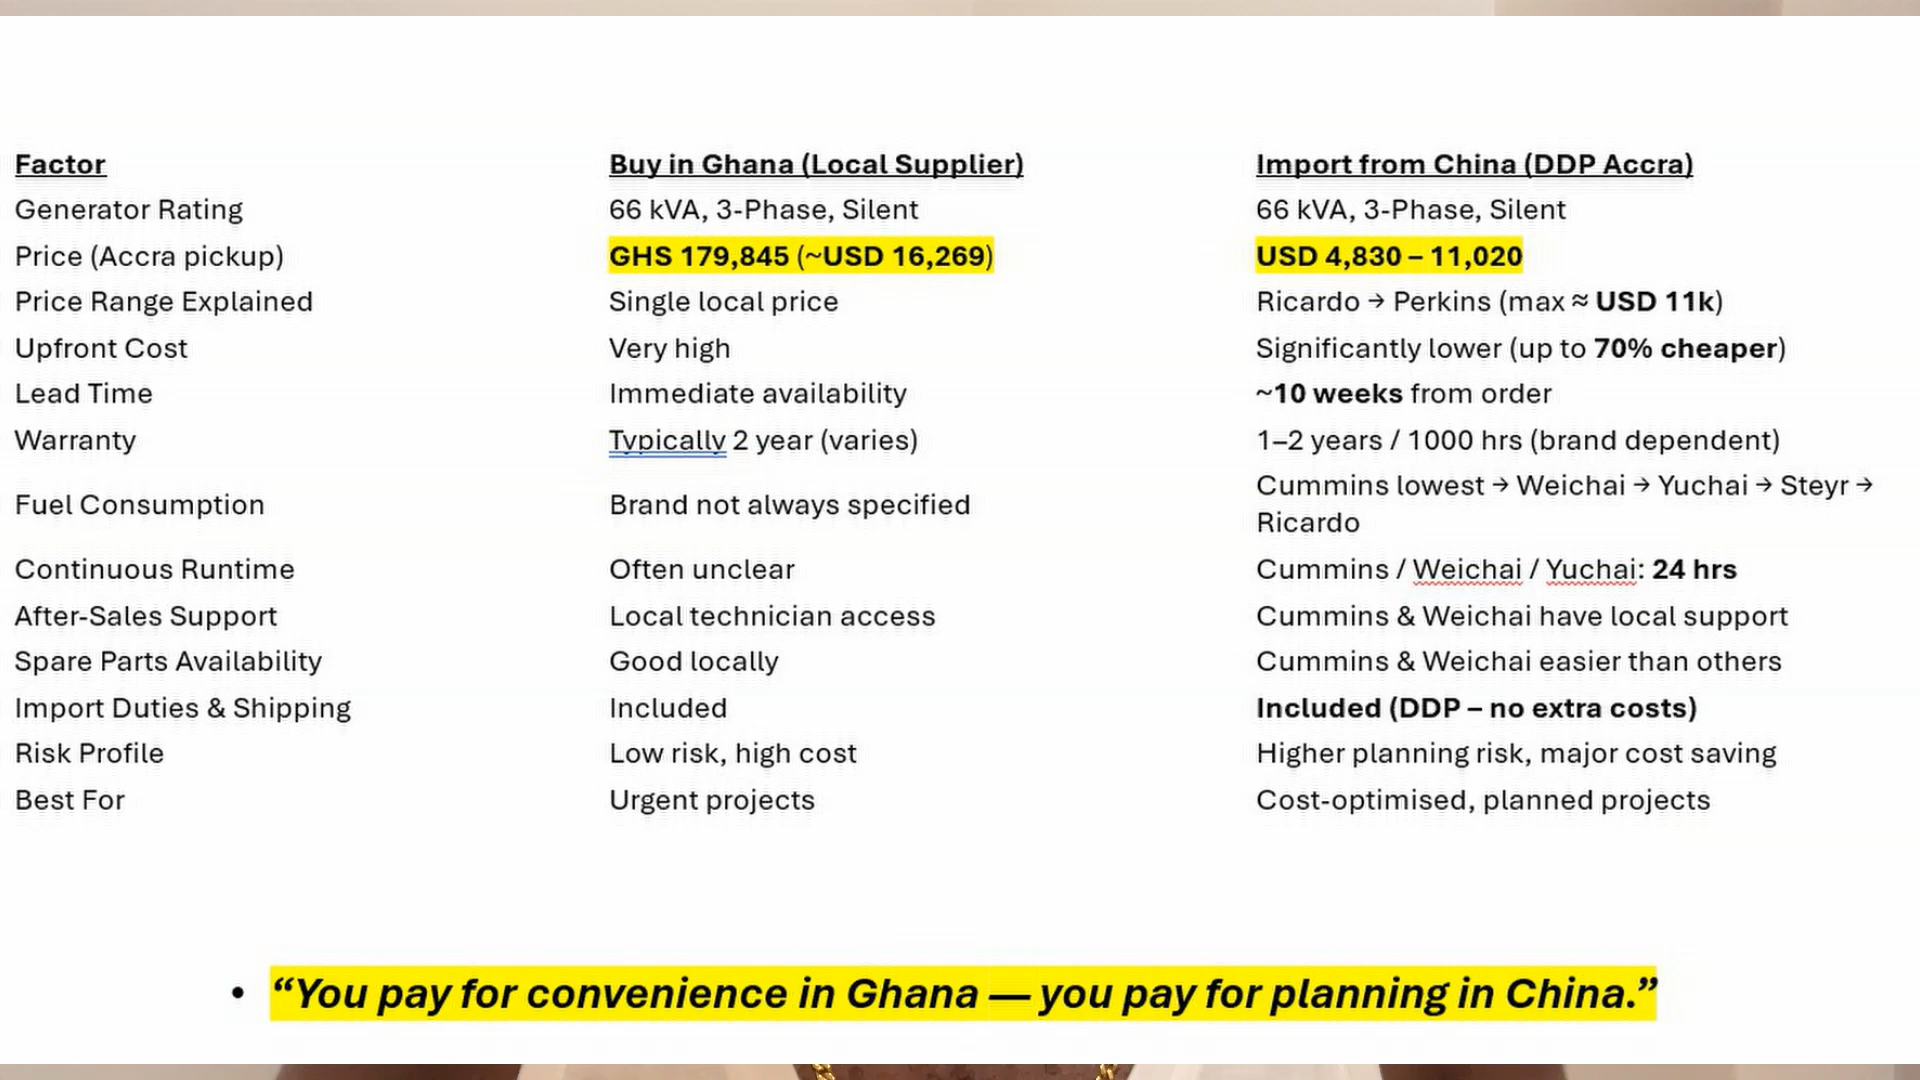 Factor Buy in Ghana (Local Supplier) Import from China (DDP Accra)
Generator Rating 66 kVA, 3-Phase, Silent 66 kVA, 3-Phase, Silent
Price (Accra pickup) GHS 179,845 (~USD 16,269) USD 4,830 – 11,020
Price Range Explained Single local price Ricardo → Perkins (max ≈ USD 11k)
Upfront Cost Very high Significantly lower (up to 70% cheaper)
Lead Time Immediate availability ~10 weeks from order
Warranty Typically 2 year (varies) 1–2 years / 1000 hrs (brand dependent)
Fuel Consumption Brand not always specified Cummins lowest → Weichai → Yuchai → Steyr →
Ricardo
Continuous Runtime Often unclear Cummins / Weichai / Yuchai: 24 hrs
After-Sales Support Local technician access Cummins & Weichai have local support
Spare Parts Availability Good locally Cummins & Weichai easier than others
Import Duties & Shipping Included Included (DDP – no extra costs)
Risk Profile Low risk, high cost Higher planning risk, major cost saving
Best For Urgent projects Cost-optimised, planned projects
• “You pay for convenience in Ghana — you pay for planning in China.”